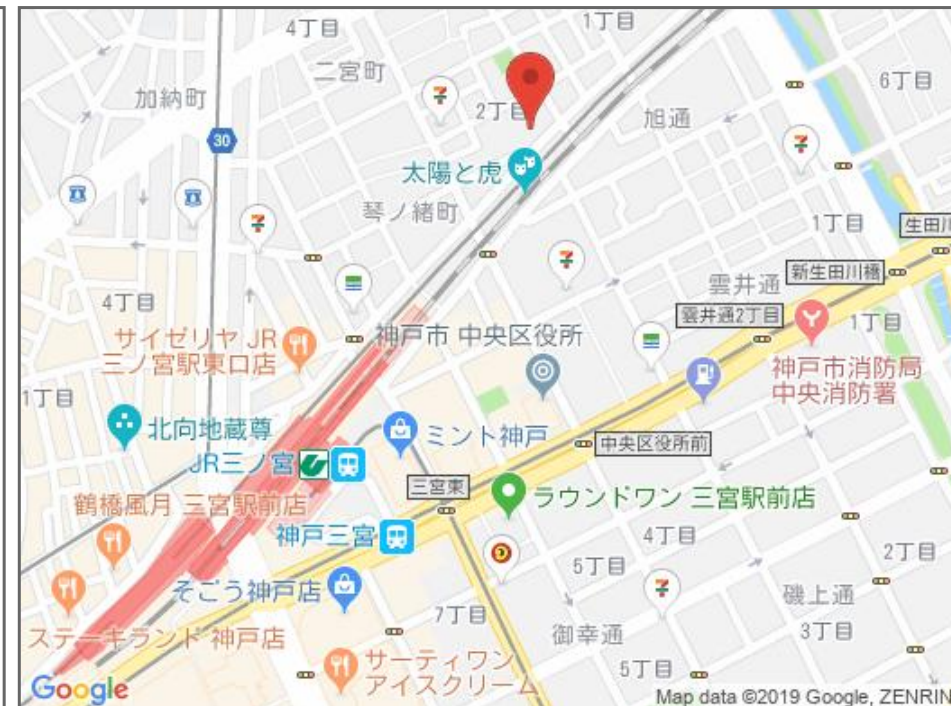 4丁目
1丁目
二宮町
6丁目
加納町
2丁目
旭通
30
太陽と虎
琴ノ緒町
1丁目
生田川
新生田川橋
雲井通
4丁目
雲井通2丁目
1丁目
サイゼリヤ JR
三ノ宮駅東口店
神戸市 中央区役所
神戸市消防局
中央消防署
1丁目
北向地蔵尊
ミント神戸
中央区役所前
JR三ノ宮
三宮東
ラウンドワン 三宮駅前店
鶴橋風月 三宮駅前店
神戸三宮
4丁目
2丁目
5丁目
そごう神戸店
磯上通
7丁目
御幸通
3丁目
ステーキランド 神戸店
サーティワン
アイスクリーム
5丁目
Google
Map data ©2019 Google, ZENRIN